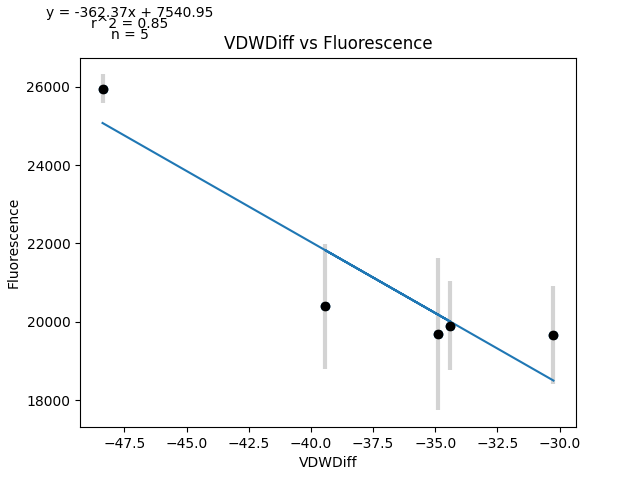 y = -362.37x + 7540.95
r^2 = 0.85
n = 5
VDWDiff vs Fluorescence
Fluorescence
26000
24000
22000
20000
18000
−47.5 −45.0 −42.5 −40.0 −37.5 −35.0 −32.5 −30.0
VDWDiff